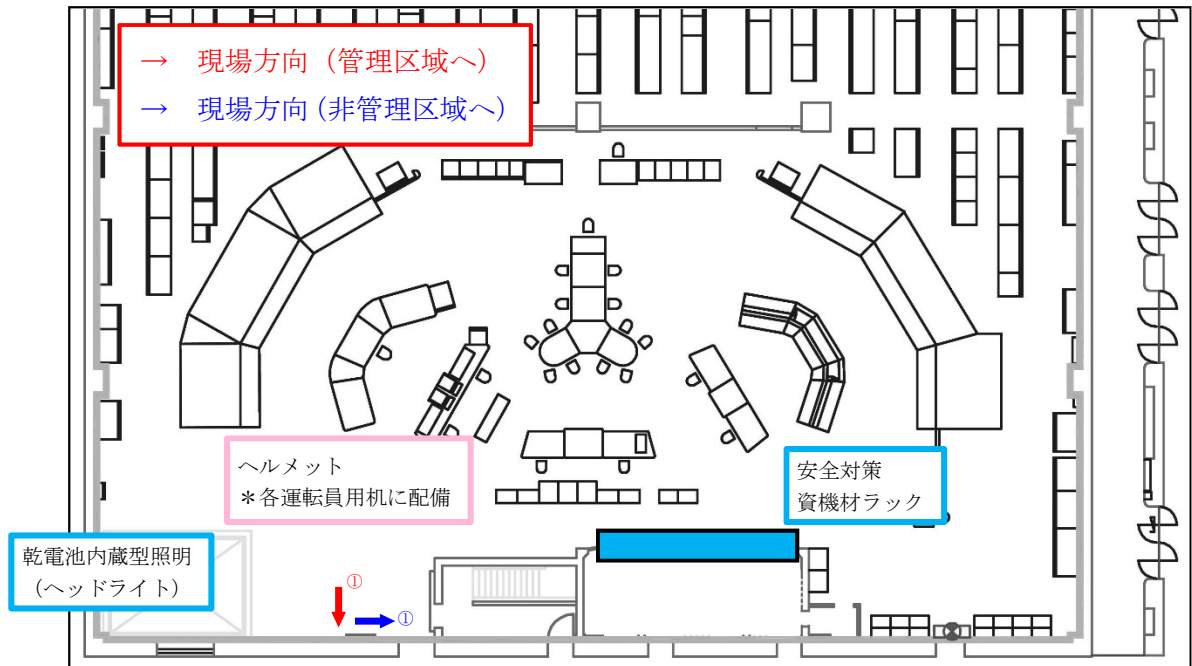 → 現場方向（管理区域へ）
→ 現場方向（非管理区域へ）
ヘルメット
＊各運転員用机に配備
安全対策
資機材ラック
乾電池内蔵型照明
（ヘッドライト）
①
①